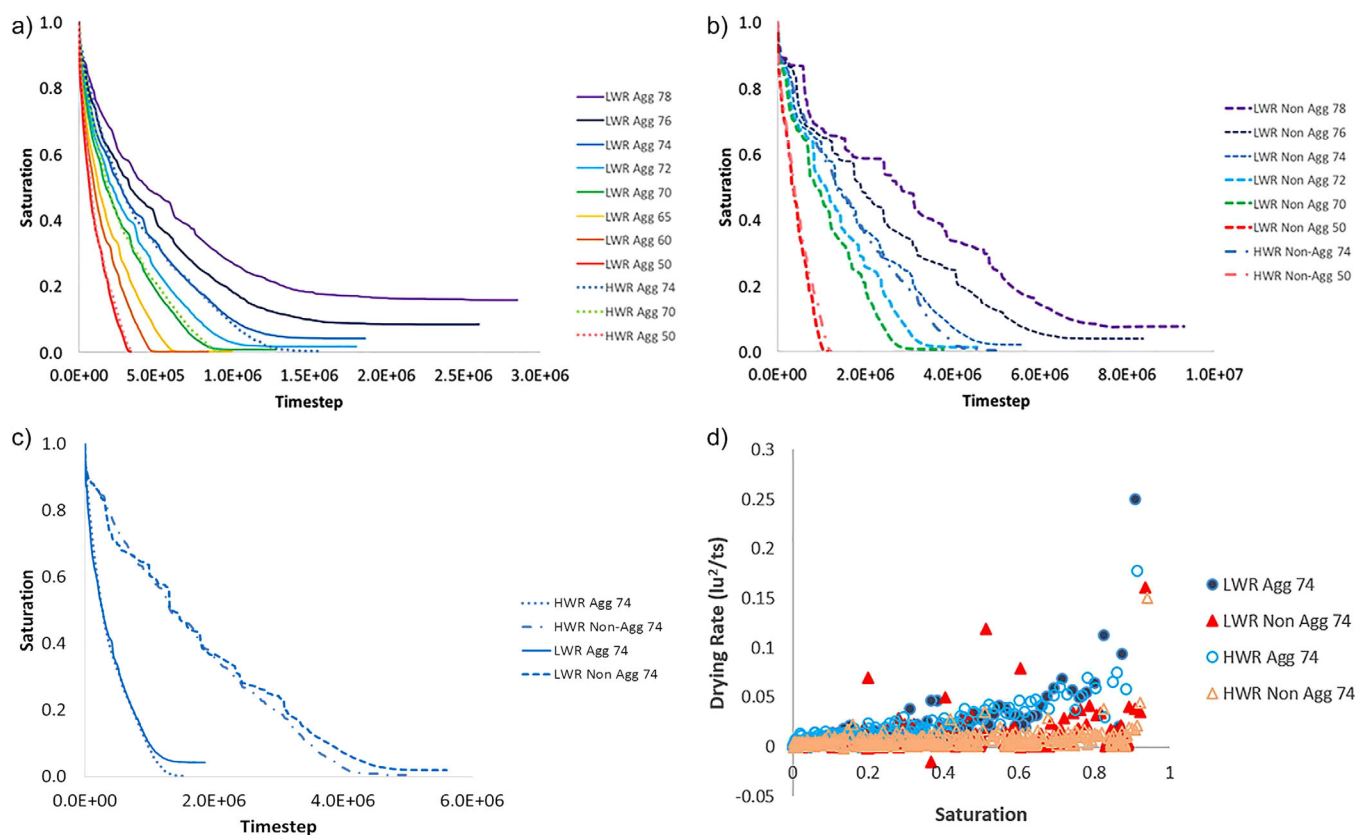 a)
1.0
0.8
0.6
0.4
0.2
0.0
Saturation
0.0E+00 5.0E+05 1.0E+06 1.5E+06 2.0E+06 2.5E+06 3.0E+06
Timestep
LWR Agg 78
LWR Agg 76
LWR Agg 74
LWR Agg 72
LWR Agg 70
LWR Agg 65
LWR Agg 60
LWR Agg 50
HWR Agg 74
HWR Agg 70
HWR Agg 50
b)
1.0
0.8
0.6
0.4
0.2
0.0
Saturation
0.0E+00 2.0E+06 4.0E+06 6.0E+06 8.0E+06 1.0E+07
Timestep
LWR Non Agg 78
LWR Non Agg 76
LWR Non Agg 74
LWR Non Agg 72
LWR Non Agg 70
LWR Non Agg 50
HWR Non-Agg 74
HWR Non-Agg 50
c)
1.0
0.8
0.6
0.4
0.2
0.0
Saturation
0.0E+00 2.0E+06 4.0E+06 6.0E+06
Timestep
HWR Agg 74
HWR Non-Agg 74
LWR Agg 74
LWR Non Agg 74
d)
0.3
0.25
0.2
0.15
0.1
0.05
0
-0.05
Drying Rate (lu²/ts)
0 0.2 0.4 0.6 0.8 1
Saturation
LWR Agg 74
LWR Non Agg 74
HWR Agg 74
HWR Non Agg 74